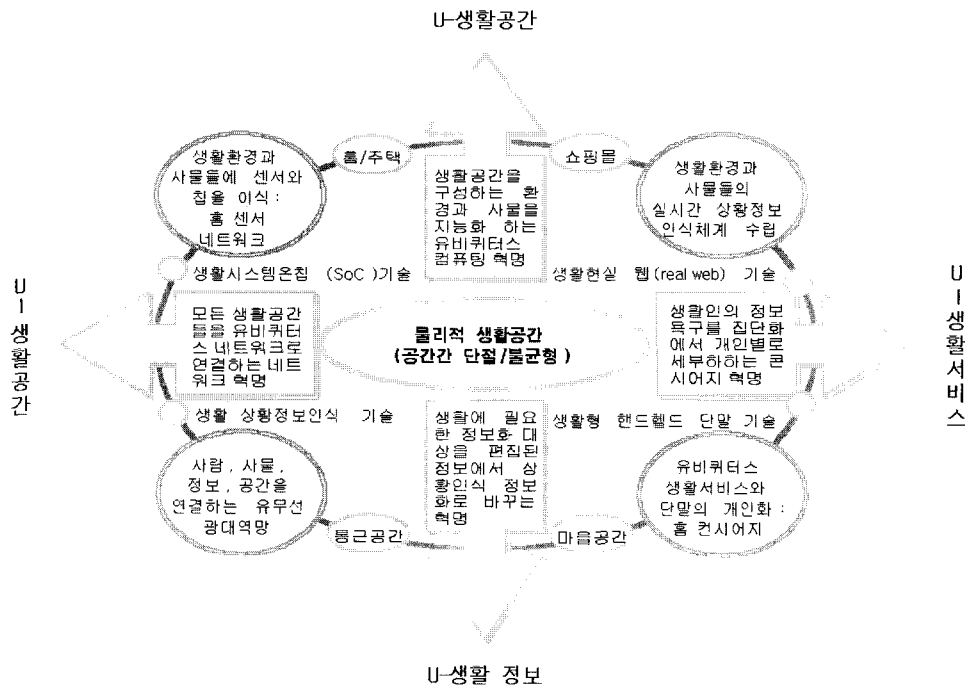 U-생활공간
홈/주택
쇼핑몰
생활환경과
사물들에 센서와
칩을 이식 :
홈 센서
네트워크
생활공간을
구성하는 환
경과 사물을
지능화 하는
유비쿼터스
컴퓨팅 혁명
생활환경과
사물들의
실시간 상황정보
인식체계 수립
생활시스템온칩 (SoC)기술
생활현실 웹(real web) 기술
U-생활공간
모든 생활공간
들을 유비쿼터
스 네트워크로
연결하는 네트
워크 혁명
물리적 생활공간
(공간간 단절/불균형)
생활인의 정보
욕구를 집단화
에서 개인별로
세부하하는 콘
시어지 혁명
U-생활서비스
생활 상황정보인식 기술
생활형 핸드헬드 단말 기술
사람, 사물,
정보, 공간을
연결하는 유무선
광대역망
생활에 필요
한 정보화 대
상을 편집된
정보에서 상
황인식 정보
화로 바꾸는
혁명
유비쿼터스
생활서비스와
단말의 개인화 :
홈 컨시어지
통근공간
마을공간
U-생활 정보